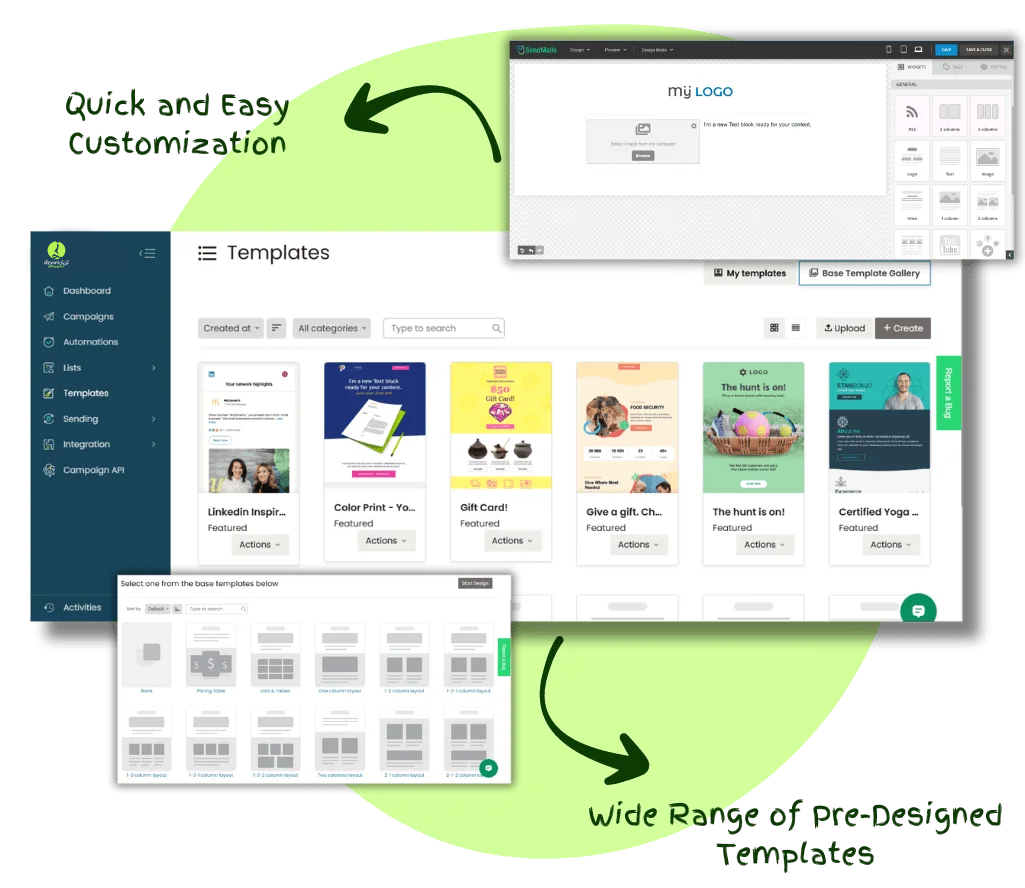 Quick and Easy
Customization
SendMails
Design
Preview
Design Mode
SAVE
SAVE & CLOSE
WIDGETS
PAGE
GENERAL
my LOGO
I'm a new Text block ready for your content.
Select image from my computer
Browse
RSS
2 columns
3 columns
Logo
Text
Image
Intro
1 column
2 columns
You Tube
Templates
My templates
Base Template Gallery
Dashboard
Campaigns
Automations
Lists
Templates
Sending
Integration
Campaign API
Activities
Created at
All categories
Type to search
Upload
+ Create
Report a Bug
Your network highlights
McDonald's
I'm a new Text block
ready for your content.
$50
Gift Card!
FOOD SECURITY
Give Where Most
Needed
LOGO
The hunt is on!
About me
Experience
Linkedin Inspir...
Featured
Actions
Color Print - Yo...
Featured
Actions
Gift Card!
Featured
Actions
Give a gift. Ch...
Featured
Actions
The hunt is on!
Featured
Actions
Certified Yoga ...
Featured
Actions
Select one from the base templates below
Start Design
Sort by
Default
Type to search
Report a Bug
Blank
Pricing Table
Lists & Tables
One column layout
1-2 column layout
1-2-1 column layout
1-3 column layout
1-3-1 column layout
1-3-2 column layout
Two columns layout
2-1 column layout
2-1-2 column layout
Wide Range of Pre-Designed
Templates